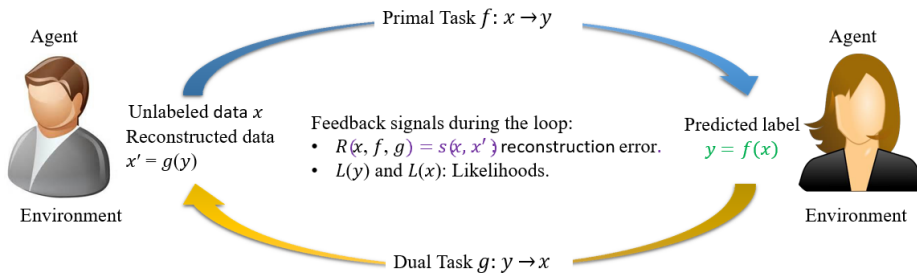 Primal Task f: x → y
Agent
Agent
Unlabeled data x
Reconstructed data
x′ = g(y)
Feedback signals during the loop:
• R(x, f, g) = s(x, x′): reconstruction error.
• L(y) and L(x): Likelihoods.
Predicted label
y = f(x)
Environment
Environment
Dual Task g: y → x